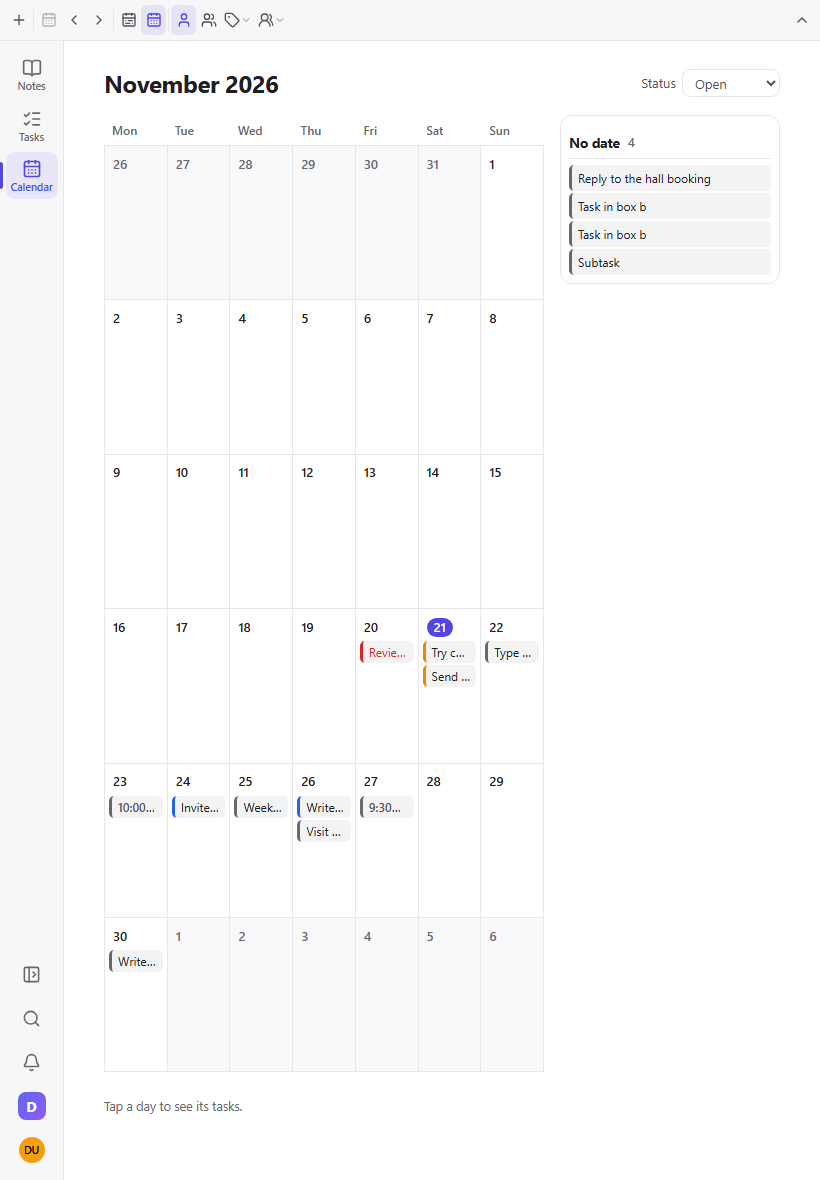 November 2026
Status Open
Notes
Tasks
Calendar
Mon Tue Wed Thu Fri Sat Sun
26 27 28 29 30 31 1
2 3 4 5 6 7 8
9 10 11 12 13 14 15
16 17 18 19 20 21 22
Revie... Try c... Type ...
Send ...
23 24 25 26 27 28 29
10:00... Invite... Week... Write... 9:30...
Visit ...
30 1 2 3 4 5 6
Write...
Tap a day to see its tasks.
No date 4
Reply to the hall booking
Task in box b
Task in box b
Subtask
D
DU